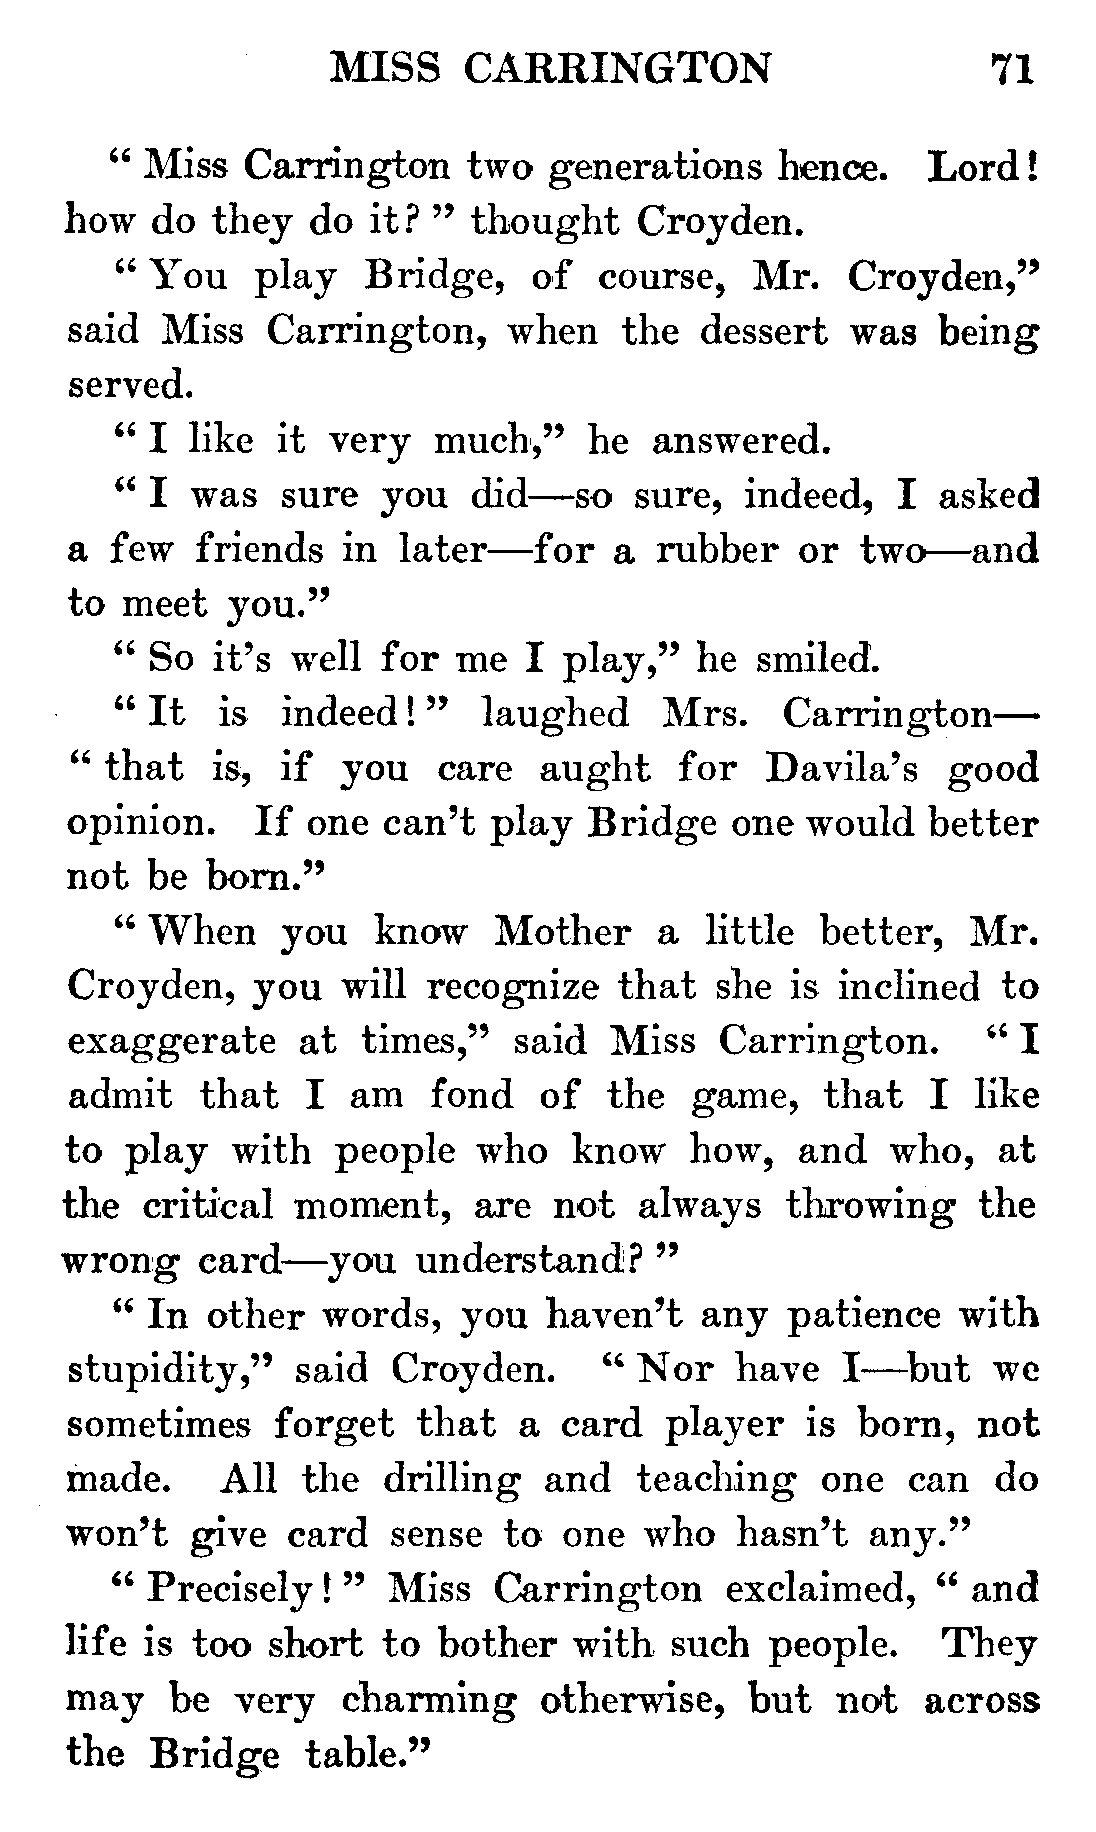 MISS CARRINGTON 71
“ Miss Carrington two generations hence. Lord!
how do they do it? ” thought Croyden.
“ You play Bridge, of course, Mr. Croyden,”
said Miss Carrington, when the dessert was being
served.
“ I like it very much,” he answered.
“ I was sure you did—so sure, indeed, I asked
a few friends in later—for a rubber or two—and
to meet you.”
“ So it’s well for me I play,” he smiled.
“ It is indeed! ” laughed Mrs. Carrington—
“ that is, if you care aught for Davila’s good
opinion. If one can’t play Bridge one would better
not be born.”
“ When you know Mother a little better, Mr.
Croyden, you will recognize that she is inclined to
exaggerate at times,” said Miss Carrington. “ I
admit that I am fond of the game, that I like
to play with people who know how, and who, at
the critical moment, are not always throwing the
wrong card—you understand? ”
“ In other words, you haven’t any patience with
stupidity,” said Croyden. “ Nor have I—but we
sometimes forget that a card player is born, not
made. All the drilling and teaching one can do
won’t give card sense to one who hasn’t any.”
“ Precisely! ” Miss Carrington exclaimed, “ and
life is too short to bother with such people. They
may be very charming otherwise, but not across
the Bridge table.”